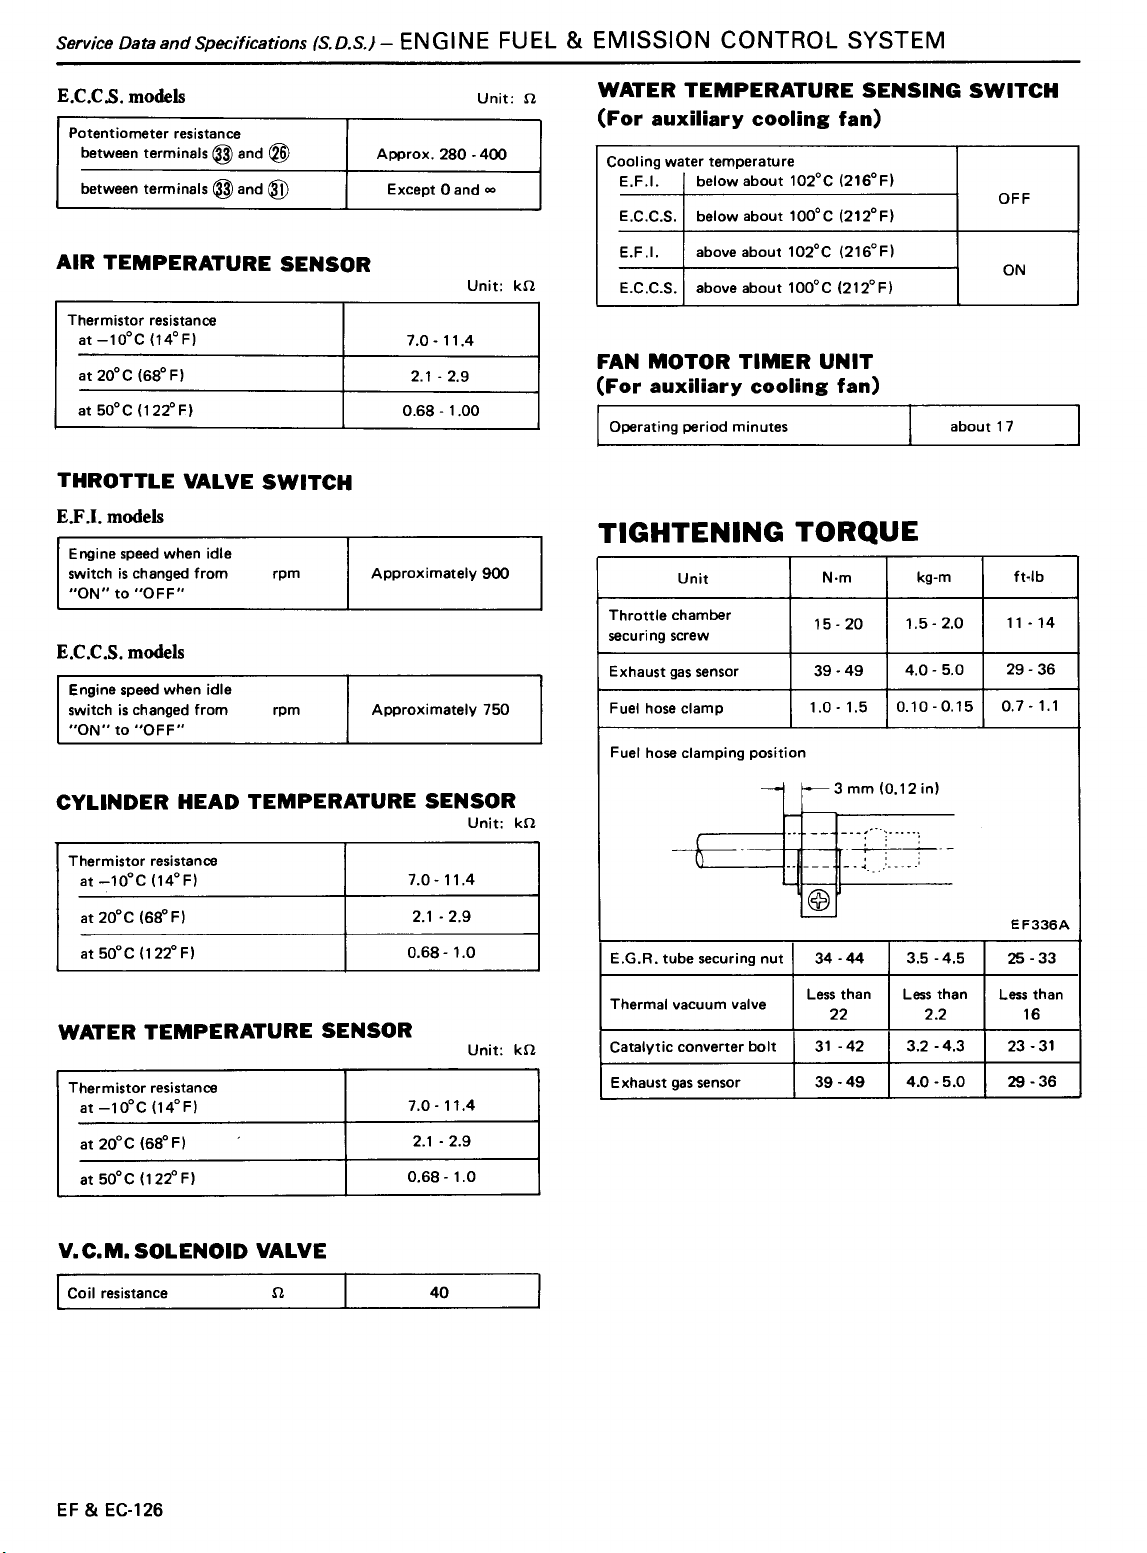 Service Data and Specifications (S.D.S.) – ENGINE FUEL & EMISSION CONTROL SYSTEM
E.C.C.S. models
Unit: Ω
Potentiometer resistance
between terminals ㉝ and ㉖ Approx. 280 - 400
between terminals ㉝ and ㉛ Except 0 and ∞
AIR TEMPERATURE SENSOR
Unit: kΩ
Thermistor resistance
at –10°C (14°F) 7.0 - 11.4
at 20°C (68°F) 2.1 - 2.9
at 50°C (122°F) 0.68 - 1.00
THROTTLE VALVE SWITCH
E.F.I. models
Engine speed when idle
switch is changed from rpm Approximately 900
"ON" to "OFF"
E.C.C.S. models
Engine speed when idle
switch is changed from rpm Approximately 750
"ON" to "OFF"
CYLINDER HEAD TEMPERATURE SENSOR
Unit: kΩ
Thermistor resistance
at –10°C (14°F) 7.0 - 11.4
at 20°C (68°F) 2.1 - 2.9
at 50°C (122°F) 0.68 - 1.0
WATER TEMPERATURE SENSOR
Unit: kΩ
Thermistor resistance
at –10°C (14°F) 7.0 - 11.4
at 20°C (68°F) 2.1 - 2.9
at 50°C (122°F) 0.68 - 1.0
V.C.M. SOLENOID VALVE
Coil resistance Ω 40
WATER TEMPERATURE SENSING SWITCH
(For auxiliary cooling fan)
Cooling water temperature
E.F.I. below about 102°C (216°F)
OFF
E.C.C.S. below about 100°C (212°F)
E.F.I. above about 102°C (216°F)
ON
E.C.C.S. above about 100°C (212°F)
FAN MOTOR TIMER UNIT
(For auxiliary cooling fan)
Operating period minutes about 17
TIGHTENING TORQUE
Unit N·m kg-m ft-lb
Throttle chamber
securing screw 15 - 20 1.5 - 2.0 11 - 14
Exhaust gas sensor 39 - 49 4.0 - 5.0 29 - 36
Fuel hose clamp 1.0 - 1.5 0.10 - 0.15 0.7 - 1.1
Fuel hose clamping position
3 mm (0.12 in)
EF336A
E.G.R. tube securing nut 34 - 44 3.5 - 4.5 25 - 33
Thermal vacuum valve Less than 22 Less than 2.2 Less than 16
Catalytic converter bolt 31 - 42 3.2 - 4.3 23 - 31
Exhaust gas sensor 39 - 49 4.0 - 5.0 29 - 36
EF & EC-126